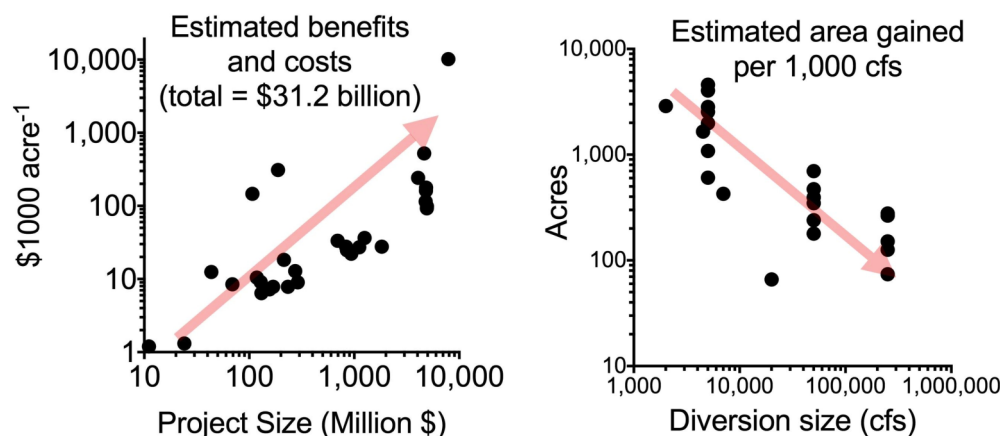 Estimated benefits
and costs
(total = $31.2 billion)
$1000 acre⁻¹
10,000
1,000
100
10
1
10
100
1,000
10,000
Project Size (Million $)
Estimated area gained
per 1,000 cfs
Acres
10,000
1,000
100
10
1,000
10,000
100,000
1,000,000
Diversion size (cfs)